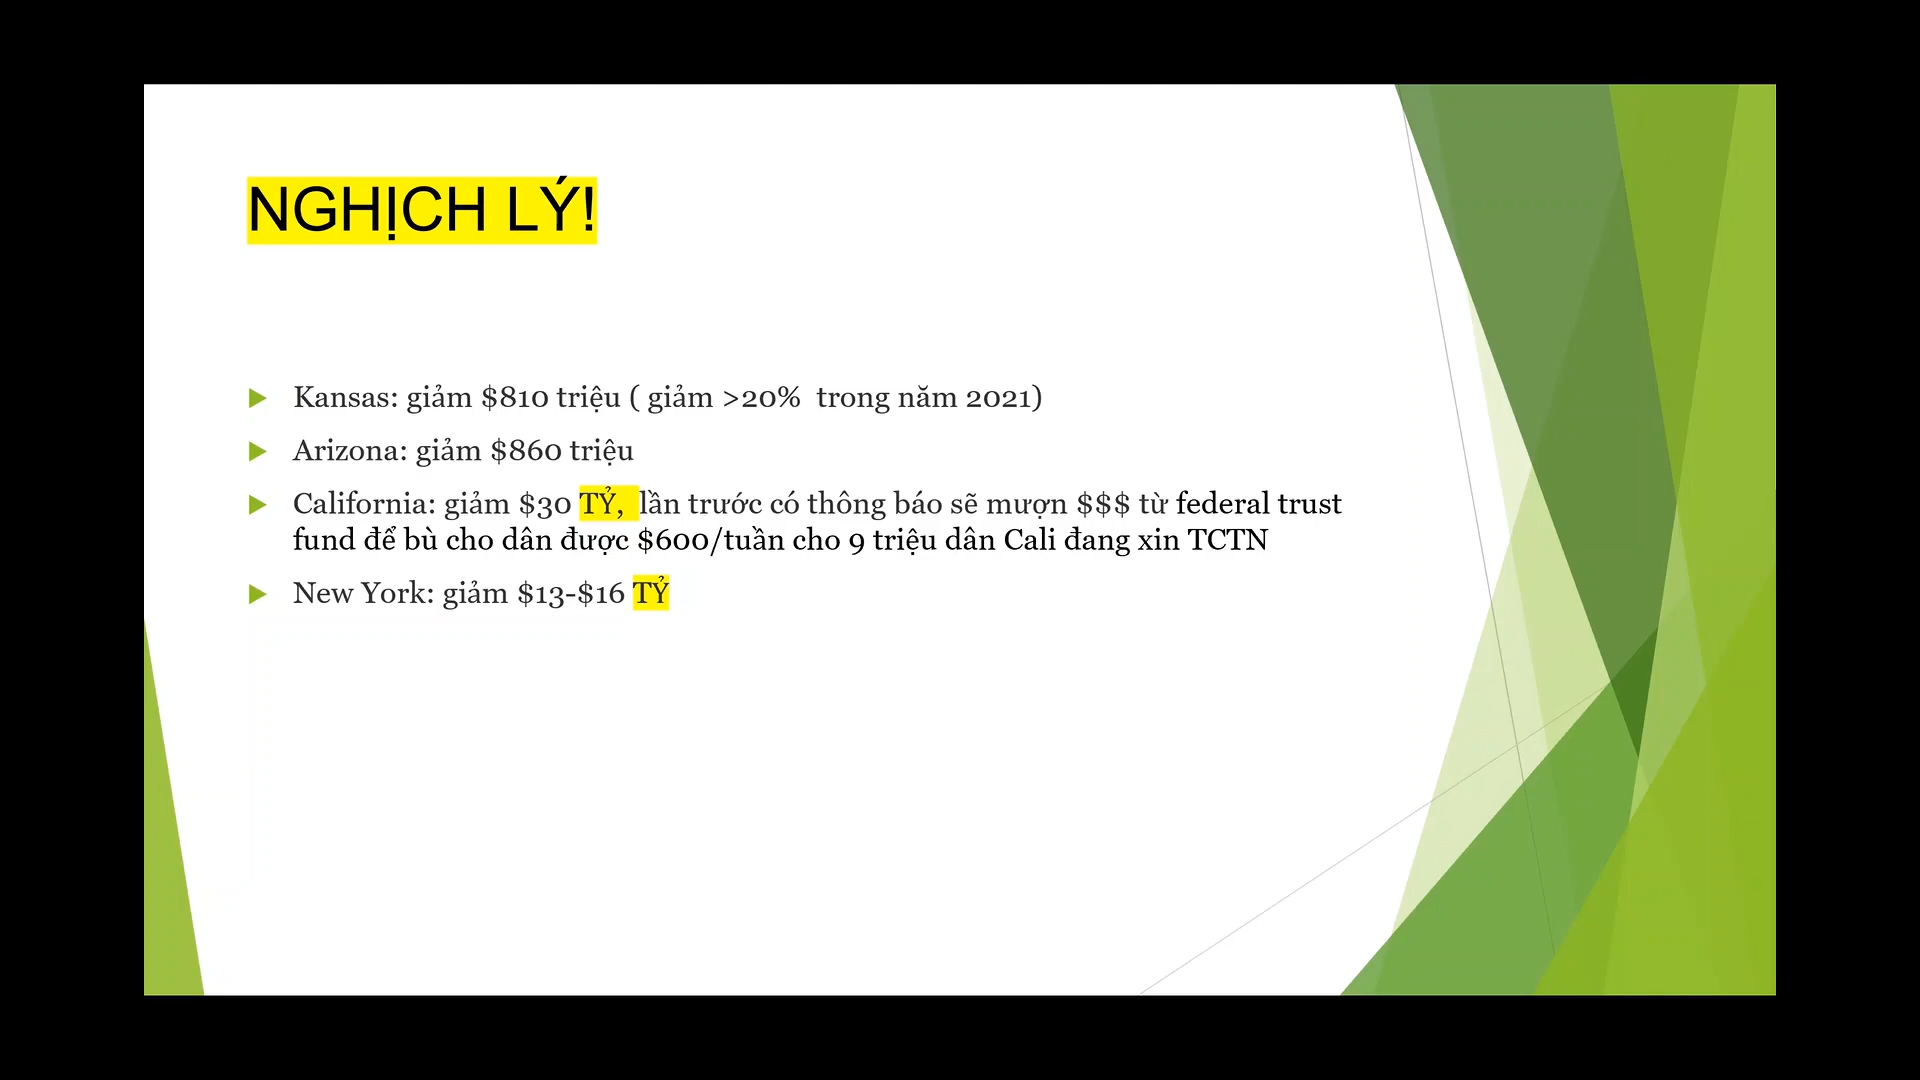 NGHỊCH LÝ!
Kansas: giảm $810 triệu ( giảm >20%  trong năm 2021)
Arizona: giảm $860 triệu
California: giảm $30 TỶ,  lần trước có thông báo sẽ mượn $$$ từ federal trust
fund để bù cho dân được $600/tuần cho 9 triệu dân Cali đang xin TCTN
New York: giảm $13-$16 TỶ